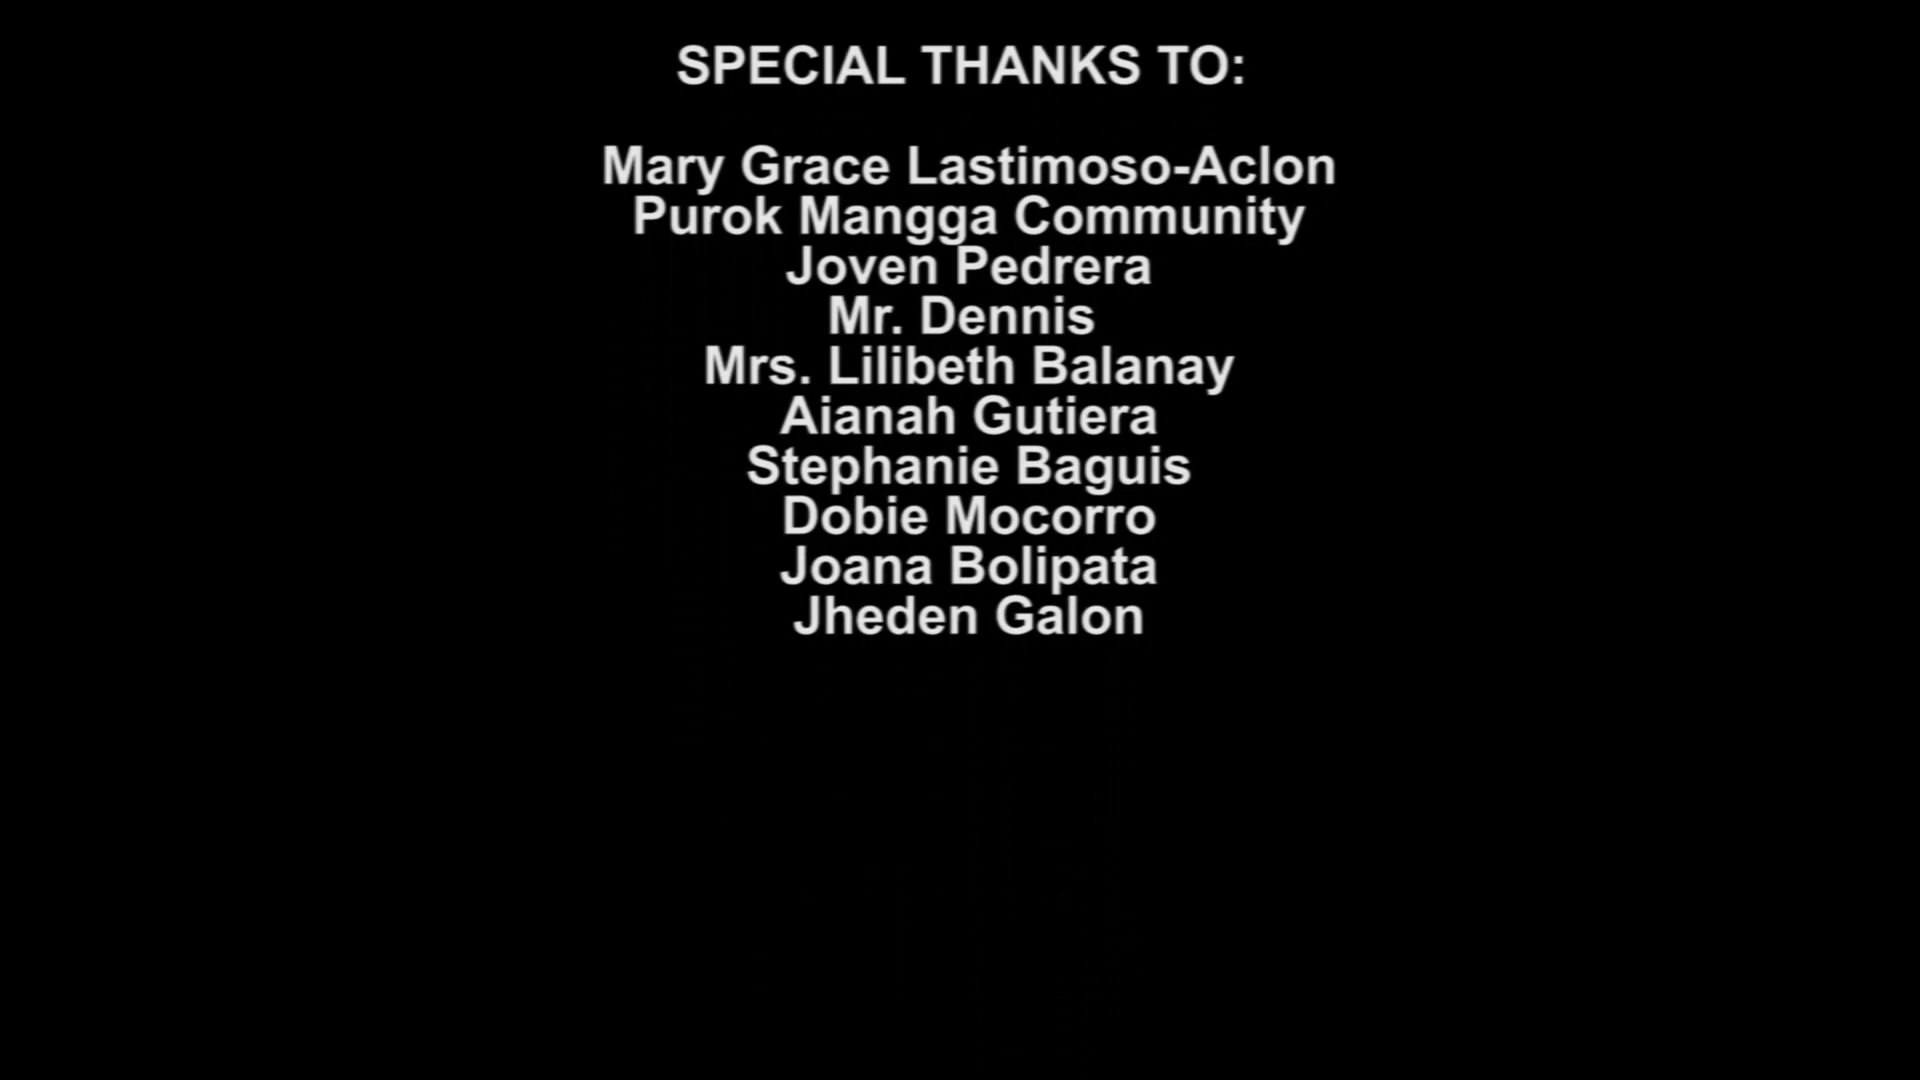 SPECIAL THANKS TO:
Mary Grace Lastimoso-Aclon
Purok Mangga Community
Joven Pedrera
Mr. Dennis
Mrs. Lilibeth Balanay
Aianah Gutiera
Stephanie Baguis
Dobie Mocorro
Joana Bolipata
Jheden Galon